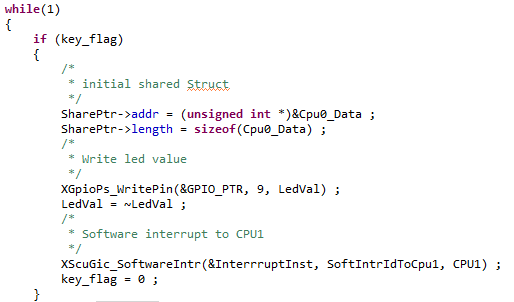 while(1)
{
    if (key_flag)
    {
        /*
         * initial shared Struct
         */
        SharePtr->addr = (unsigned int *)&Cpu0_Data ;
        SharePtr->length = sizeof(Cpu0_Data) ;
        /*
         * Write led value
         */
        XGpioPs_WritePin(&GPIO_PTR, 9, LedVal) ;
        LedVal = ~LedVal ;
        /*
         * Software interrupt to CPU1
         */
        XScuGic_SoftwareIntr(&InterrruptInst, SoftIntrIdToCpu1, CPU1) ;
        key_flag = 0 ;
    }